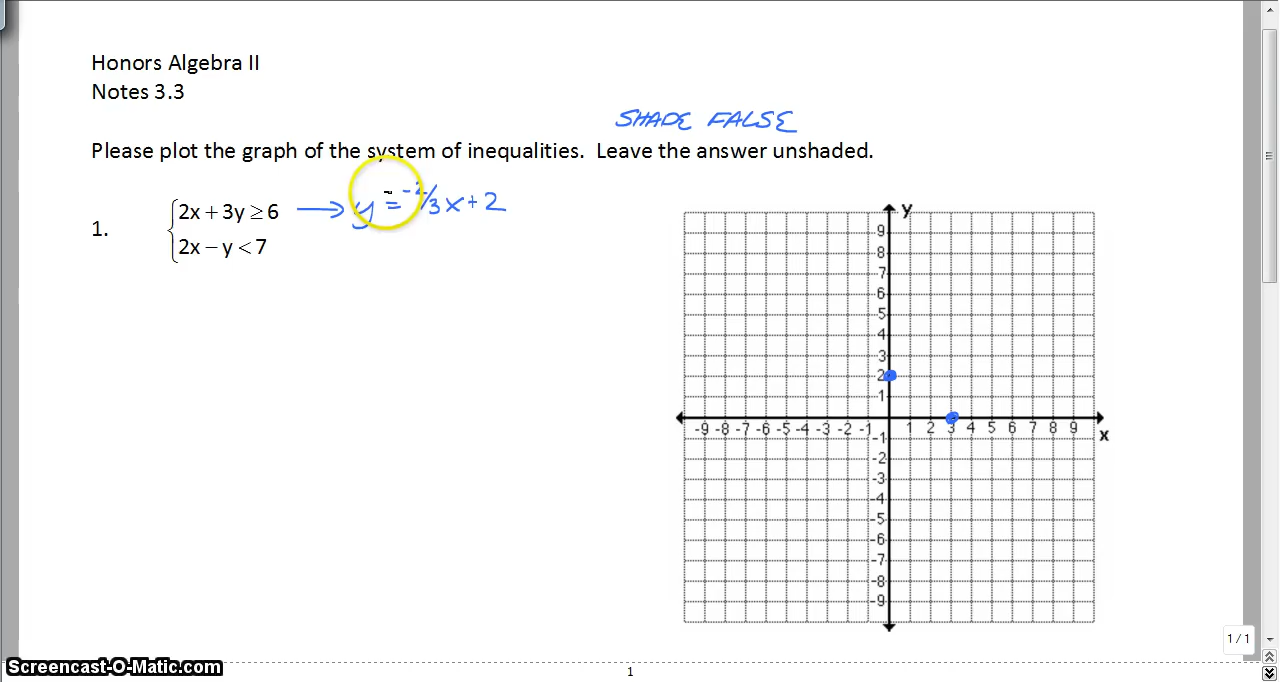 Honors Algebra II
Notes 3.3
SHADE FALSE
Please plot the graph of the system of inequalities. Leave the answer unshaded.
1.
2x + 3y ≥ 6 → y = -2/3 x + 2
2x − y < 7
y
9
8
7
6
5
4
3
2
1
-9 -8 -7 -6 -5 -4 -3 -2 -1 1 2 3 4 5 6 7 8 9
x
-1
-2
-3
-4
-5
-6
-7
-8
-9
1 / 1
Screencast-O-Matic.com
1